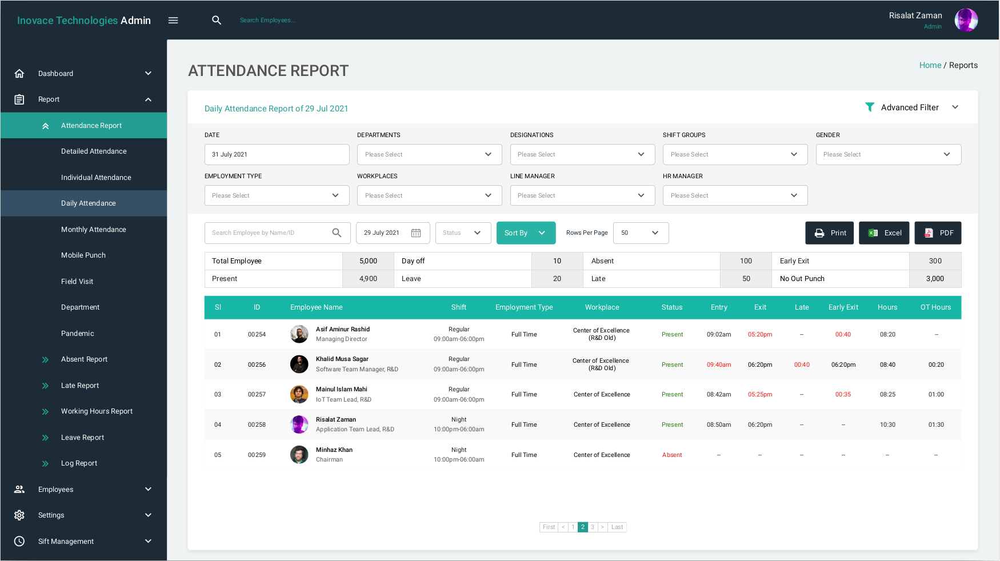 Inovace Technologies Admin
Search Employees...
Risalat Zaman
Admin
Dashboard
Report
Attendance Report
Detailed Attendance
Individual Attendance
Daily Attendance
Monthly Attendance
Mobile Punch
Field Visit
Department
Pandemic
Absent Report
Late Report
Working Hours Report
Leave Report
Log Report
Employees
Settings
Sift Management
ATTENDANCE REPORT
Home / Reports
Daily Attendance Report of 29 Jul 2021
Advanced Filter
DATE DEPARTMENTS DESIGNATIONS SHIFT GROUPS GENDER
31 July 2021 Please Select Please Select Please Select Please Select
EMPLOYMENT TYPE WORKPLACES LINE MANAGER HR MANAGER
Please Select Please Select Please Select Please Select
Search Employee by Name/ID 29 July 2021 Status Sort By Rows Per Page 50 Print Excel PDF
Total Employee 5,000 Day off 10 Absent 100 Early Exit 300
Present 4,900 Leave 20 Late 50 No Out Punch 3,000
Sl ID Employee Name Shift Employment Type Workplace Status Entry Exit Late Early Exit Hours OT Hours
01 00254 Asif Aminur Rashid Managing Director Regular 09:00am-06:00pm Full Time Center of Excellence (R&D Old) Present 09:02am 05:20pm -- 00:40 08:20 --
02 00256 Khalid Musa Sagar Software Team Manager, R&D Regular 09:00am-06:00pm Full Time Center of Excellence (R&D Old) Present 09:40am 06:20pm 00:40 06:20pm 08:40 00:20
03 00257 Mainul Islam Mahi IoT Team Lead, R&D Regular 09:00am-06:00pm Full Time Center of Excellence Present 08:42am 05:25pm -- 00:35 08:25 01:00
04 00258 Risalat Zaman Application Team Lead, R&D Night 10:00pm-06:00am Full Time Center of Excellence Present 08:50am 06:20pm -- -- 10:30 01:30
05 00259 Minhaz Khan Chairman Night 10:00pm-06:00am Full Time Center of Excellence Absent -- -- -- -- -- --
First < 1 2 3 > Last